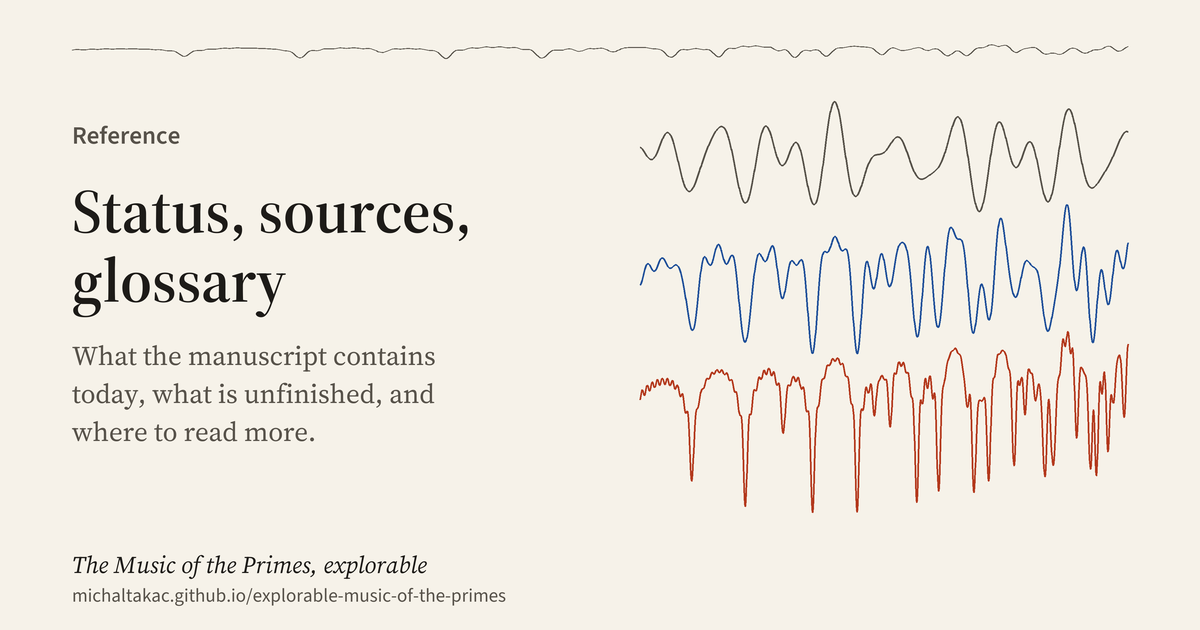 Reference
Status, sources,
glossary
What the manuscript contains
today, what is unfinished, and
where to read more.
The Music of the Primes, explorable
michaltakac.github.io/explorable-music-of-the-primes